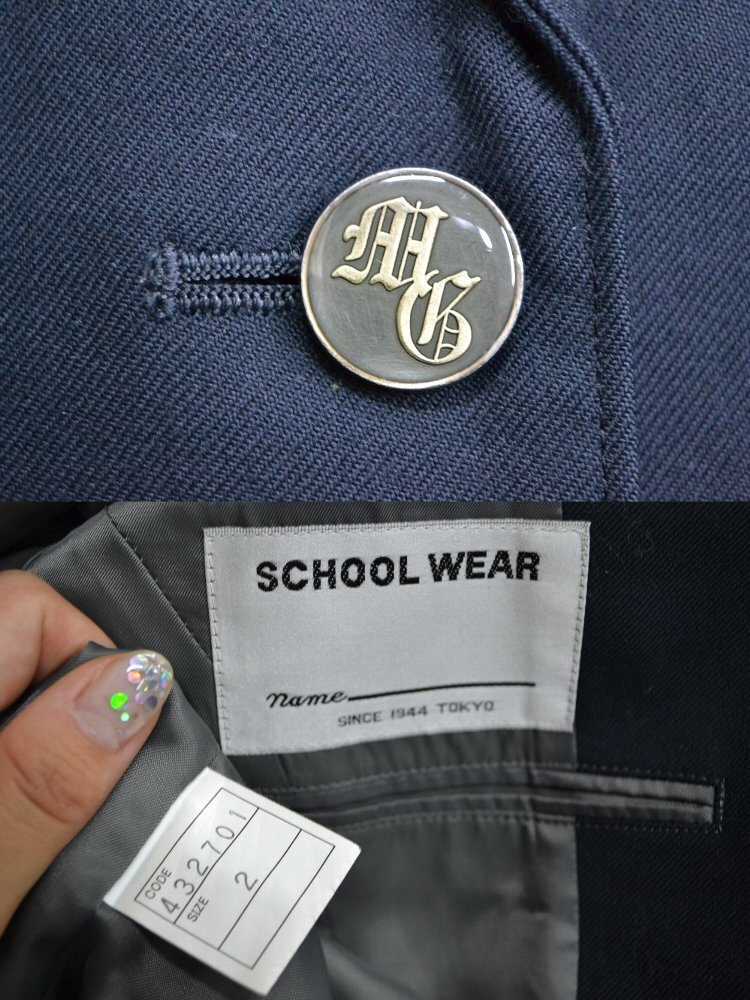 MG
SCHOOL WEAR
name
SINCE 1944 TOKYO
CODE
432701
SIZE
2